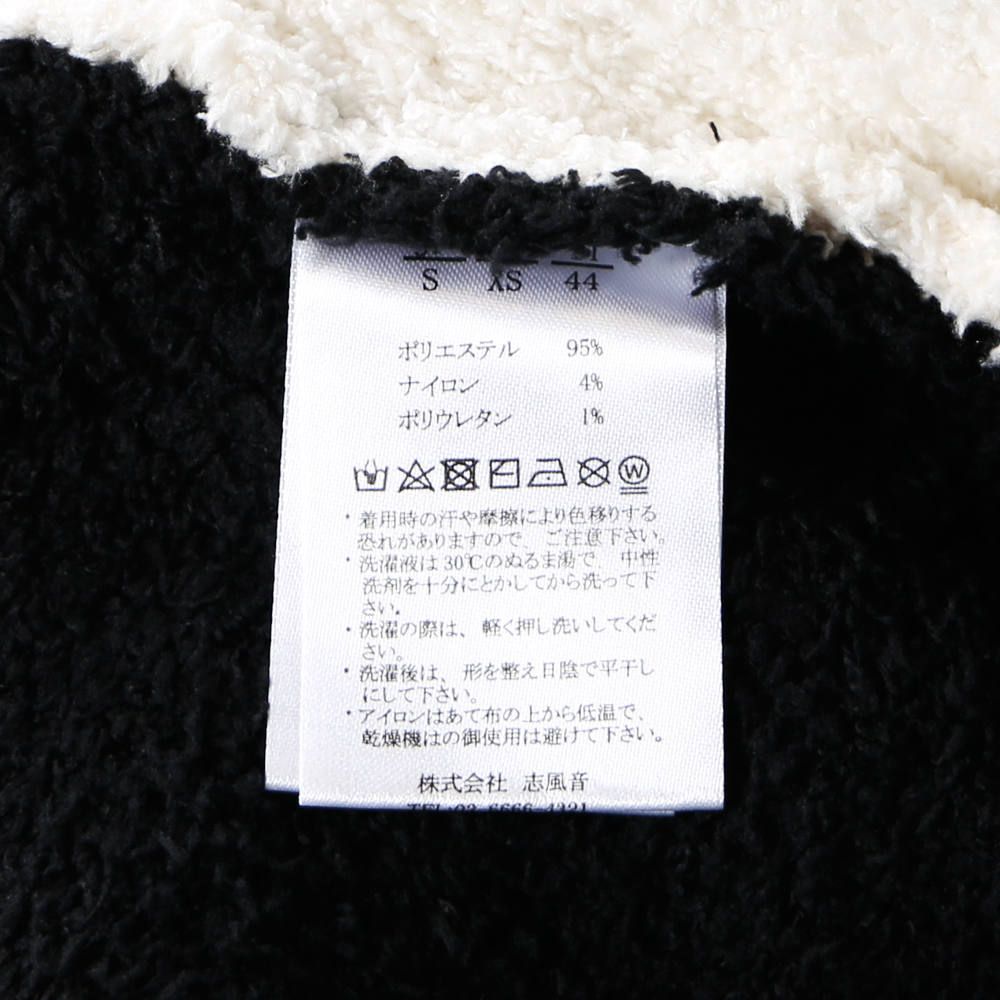 S XS 44
ポリエステル 95%
ナイロン 4%
ポリウレタン 1%
W
・着用時の汗や摩擦により色移りする
恐れがありますので、ご注意下さい。
・洗濯液は30℃のぬるま湯で、中性
洗剤を十分にとかしてから洗って下
さい。
・洗濯の際は、軽く押し洗いしてくだ
さい。
・洗濯後は、形を整え日陰で平干し
にして下さい。
・アイロンはあて布の上から低温で、
乾燥機はの御使用は避けて下さい。
株式会社 志風音
TEL:03-6666-4321